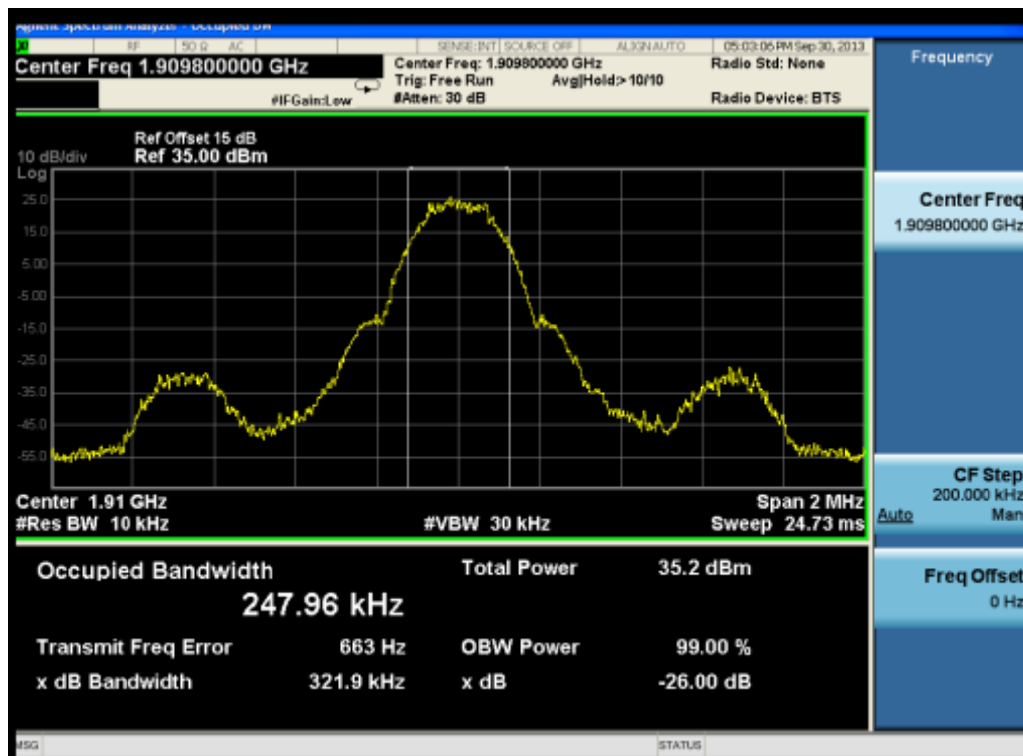 Agilent Spectrum Analyzer - Occupied BW
RF 50 Ω AC SENSE:INT SOURCE OFF ALIGN AUTO 05:03:06 PM Sep 30, 2013
Center Freq 1.909800000 GHz
Center Freq: 1.909800000 GHz
Radio Std: None
Trig: Free Run Avg|Hold:> 10/10
#IFGain:Low
#Atten: 30 dB
Radio Device: BTS
Ref Offset 15 dB
10 dB/div Ref 35.00 dBm
Log
25.0
15.0
5.00
-5.00
-15.0
-25.0
-35.0
-45.0
-55.0
Center 1.91 GHz
Span 2 MHz
#Res BW 10 kHz
#VBW 30 kHz
Sweep 24.73 ms
Occupied Bandwidth
247.96 kHz
Total Power 35.2 dBm
Transmit Freq Error 663 Hz
OBW Power 99.00 %
x dB Bandwidth 321.9 kHz
x dB -26.00 dB
MSG
STATUS
Frequency
Center Freq
1.909800000 GHz
CF Step
200.000 kHz
Auto Man
Freq Offset
0 Hz